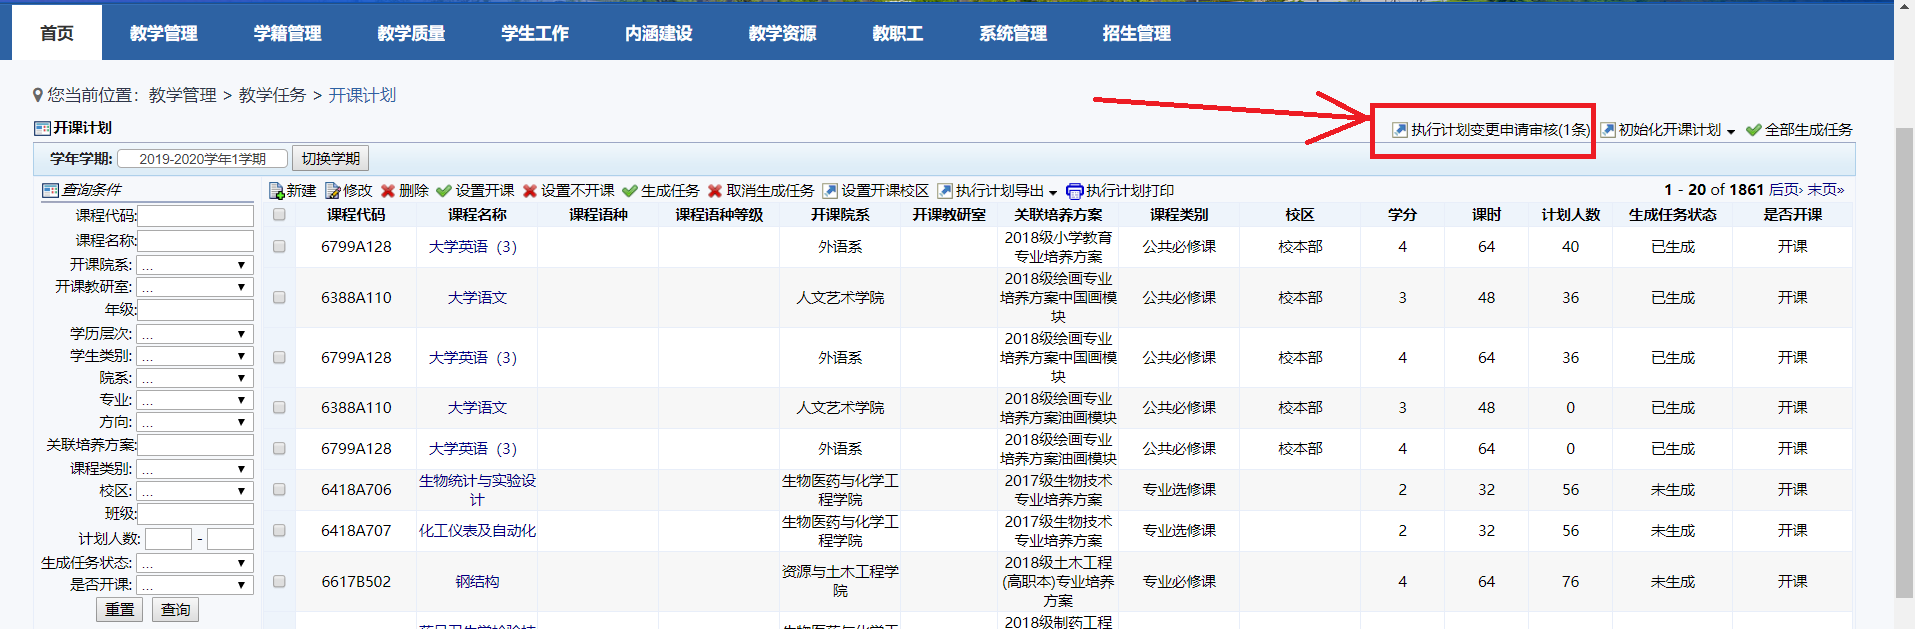 首页 教学管理 学籍管理 教学质量 学生工作 内涵建设 教学资源 教职工 系统管理 招生管理
您当前位置：教学管理 > 教学任务 > 开课计划
开课计划 执行计划变更申请审核(1条) 初始化开课计划 全部生成任务
学年学期: 2019-2020学年1学期 切换学期
查询条件
课程代码:
课程名称:
开课院系: ...
开课教研室: ...
年级:
学历层次: ...
学生类别: ...
院系: ...
专业: ...
方向: ...
关联培养方案:
课程类别: ...
校区: ...
班级:
计划人数: -
生成任务状态: ...
是否开课: ...
重置 查询
新建 修改 删除 设置开课 设置不开课 生成任务 取消生成任务 设置开课校区 执行计划导出 执行计划打印 1 - 20 of 1861 后页› 末页»
课程代码 课程名称 课程语种 课程语种等级 开课院系 开课教研室 关联培养方案 课程类别 校区 学分 课时 计划人数 生成任务状态 是否开课
6799A128 大学英语（3） 外语系 2018级小学教育专业培养方案 公共必修课 校本部 4 64 40 已生成 开课
6388A110 大学语文 人文艺术学院 2018级绘画专业培养方案中国画模块 公共必修课 校本部 3 48 36 已生成 开课
6799A128 大学英语（3） 外语系 2018级绘画专业培养方案中国画模块 公共必修课 校本部 4 64 36 已生成 开课
6388A110 大学语文 人文艺术学院 2018级绘画专业培养方案油画模块 公共必修课 校本部 3 48 0 已生成 开课
6799A128 大学英语（3） 外语系 2018级绘画专业培养方案油画模块 公共必修课 校本部 4 64 0 已生成 开课
6418A706 生物统计与实验设计 生物医药与化学工程学院 2017级生物技术专业培养方案 专业选修课 2 32 56 未生成 开课
6418A707 化工仪表及自动化 生物医药与化学工程学院 2017级生物技术专业培养方案 专业选修课 2 32 56 未生成 开课
6617B502 钢结构 资源与土木工程学院 2018级土木工程(高职本)专业培养方案 专业必修课 4 64 76 未生成 开课
2018级制药工程